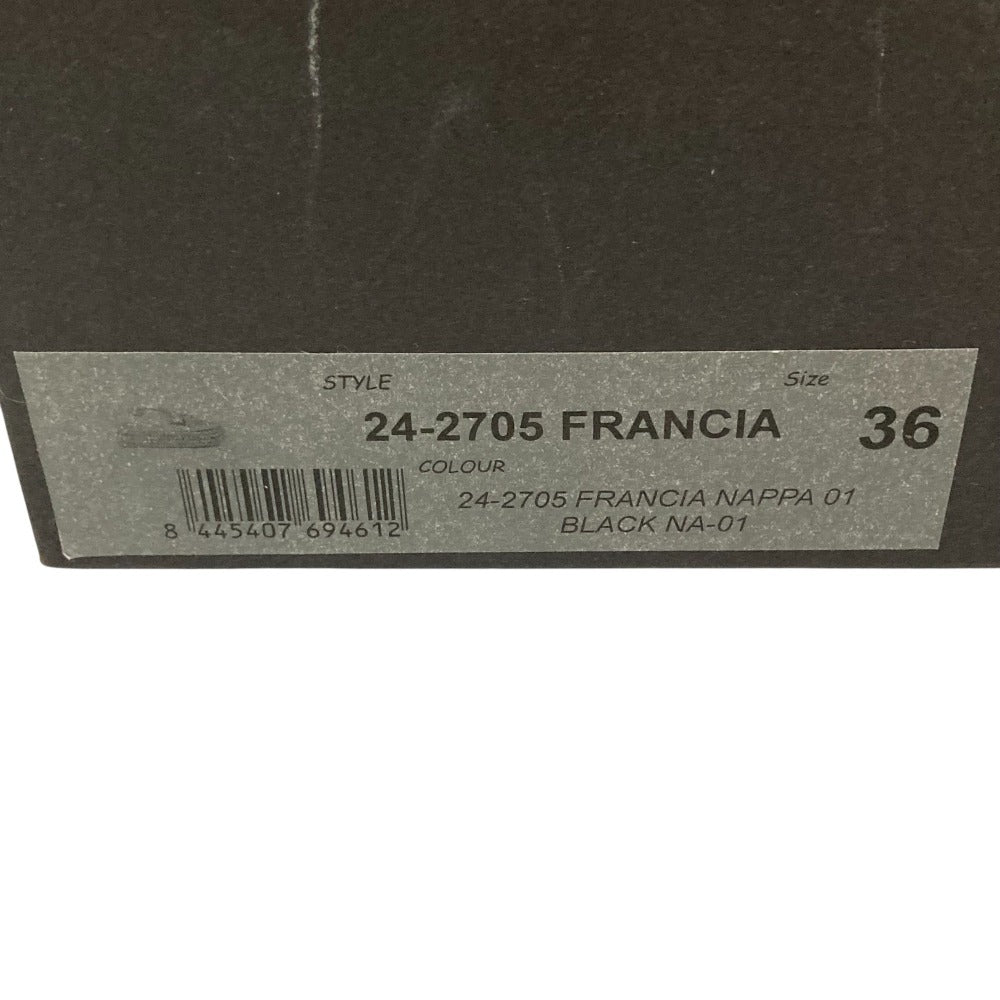 STYLE
Size
24-2705 FRANCIA
36
COLOUR
24-2705 FRANCIA NAPPA 01
BLACK NA-01
8 445407 694612